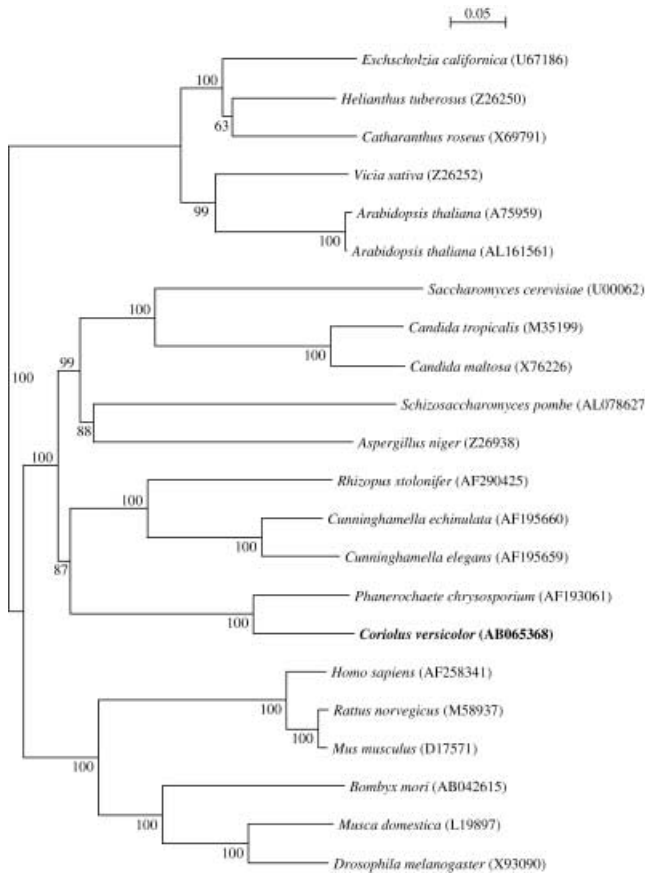 0.05
Eschscholzia californica (U67186)
100
Helianthus tuberosus (Z26250)
63
Catharanthus roseus (X69791)
Vicia sativa (Z26252)
99
Arabidopsis thaliana (A75959)
100
Arabidopsis thaliana (AL161561)
Saccharomyces cerevisiae (U00062)
100
Candida tropicalis (M35199)
100
Candida maltosa (X76226)
99
100
Schizosaccharomyces pombe (AL078627
88
Aspergillus niger (Z26938)
100
Rhizopus stolonifer (AF290425)
100
Cunninghamella echinulata (AF195660)
100
Cunninghamella elegans (AF195659)
87
Phanerochaete chrysosporium (AF193061)
100
Coriolus versicolor (AB065368)
Homo sapiens (AF258341)
100
Rattus norvegicus (M58937)
100
Mus musculus (D17571)
100
Bombyx mori (AB042615)
100
Musca domestica (L19897)
100
Drosophila melanogaster (X93090)